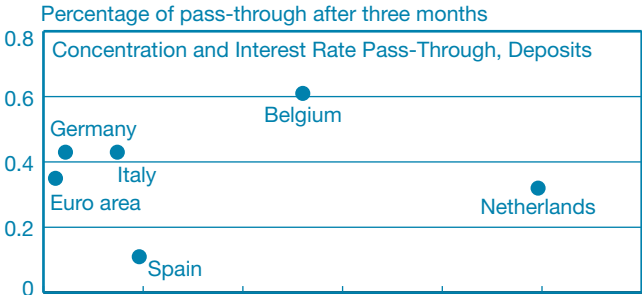 Percentage of pass-through after three months
0.8
Concentration and Interest Rate Pass-Through, Deposits
0.6
Belgium
Germany
0.4
Italy
Euro area
Netherlands
0.2
Spain
0